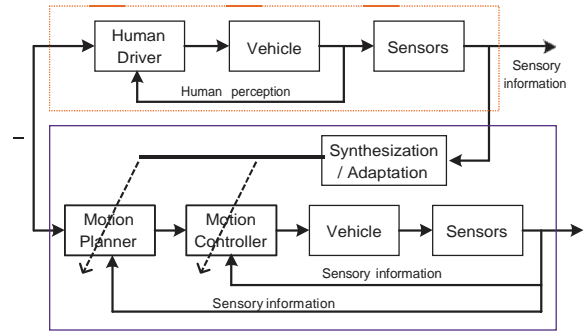 Human
Driver
Vehicle
Sensors
Sensory
information
Human perception
Synthesization
/ Adaptation
Motion
Planner
Motion
Controller
Vehicle
Sensors
Sensory information
Sensory information